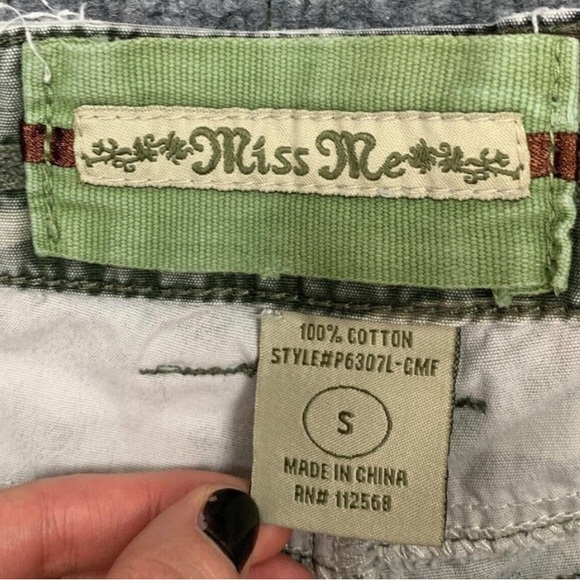 Miss Me
100% COTTON
STYLE#P6307L-CMF
S
MADE IN CHINA
RN# 112568